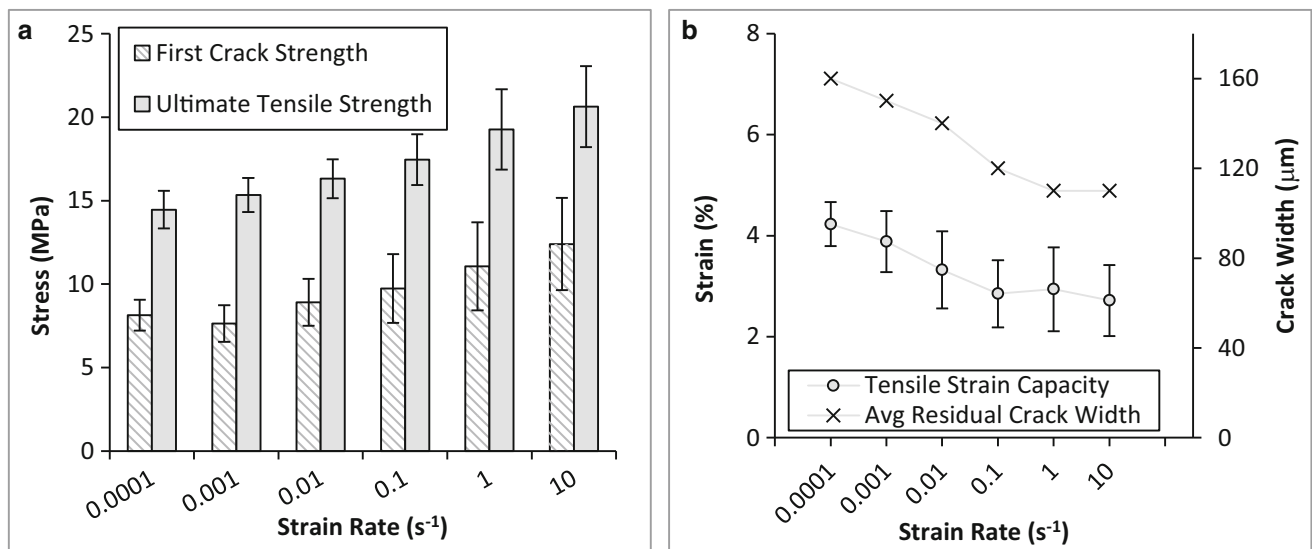 a
25
20
15
10
5
0
Stress (MPa)
First Crack Strength
Ultimate Tensile Strength
0.0001
0.001
0.01
0.1
1
10
Strain Rate (s⁻¹)
b
8
6
4
2
0
Strain (%)
160
120
80
40
0
Crack Width (μm)
Tensile Strain Capacity
Avg Residual Crack Width
0.0001
0.001
0.01
0.1
1
10
Strain Rate (s⁻¹)